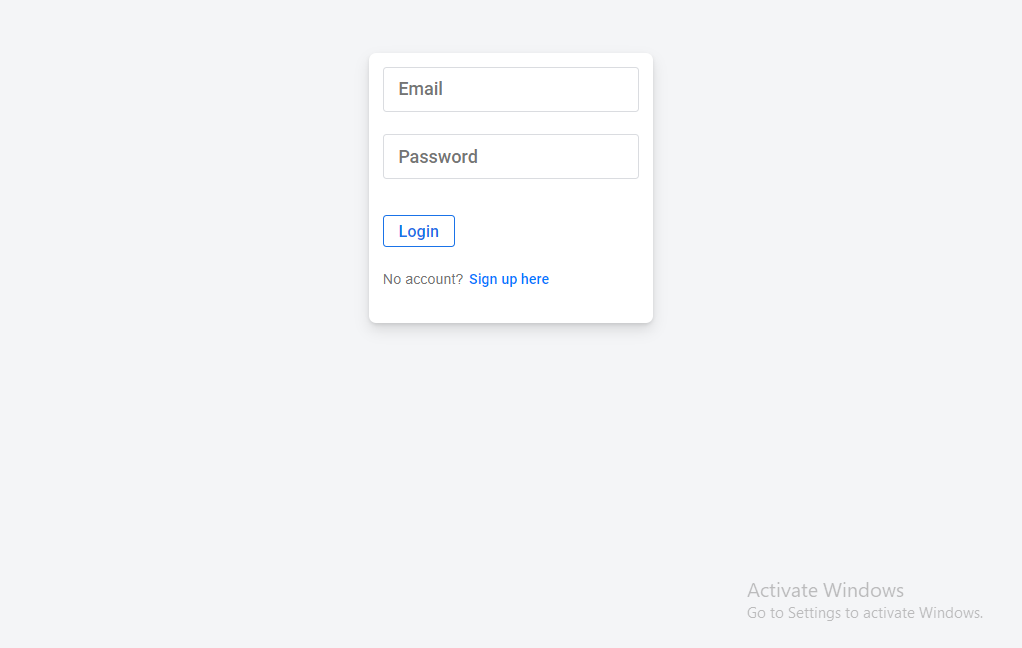 Email
Password
Login
No account? Sign up here
Activate Windows
Go to Settings to activate Windows.